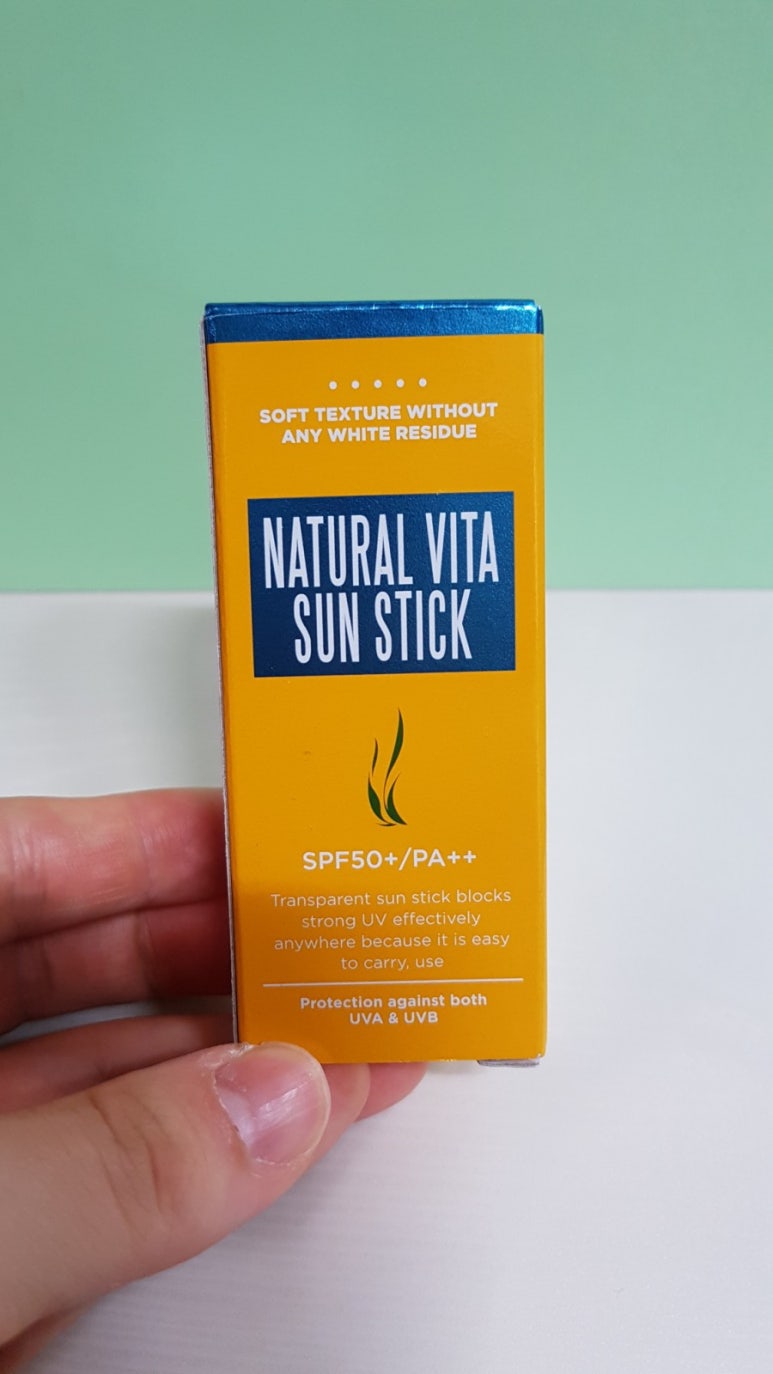 SOFT TEXTURE WITHOUT
ANY WHITE RESIDUE
NATURAL VITA
SUN STICK
SPF50+/PA++
Transparent sun stick blocks
strong UV effectively
anywhere because it is easy
to carry, use
Protection against both
UVA & UVB